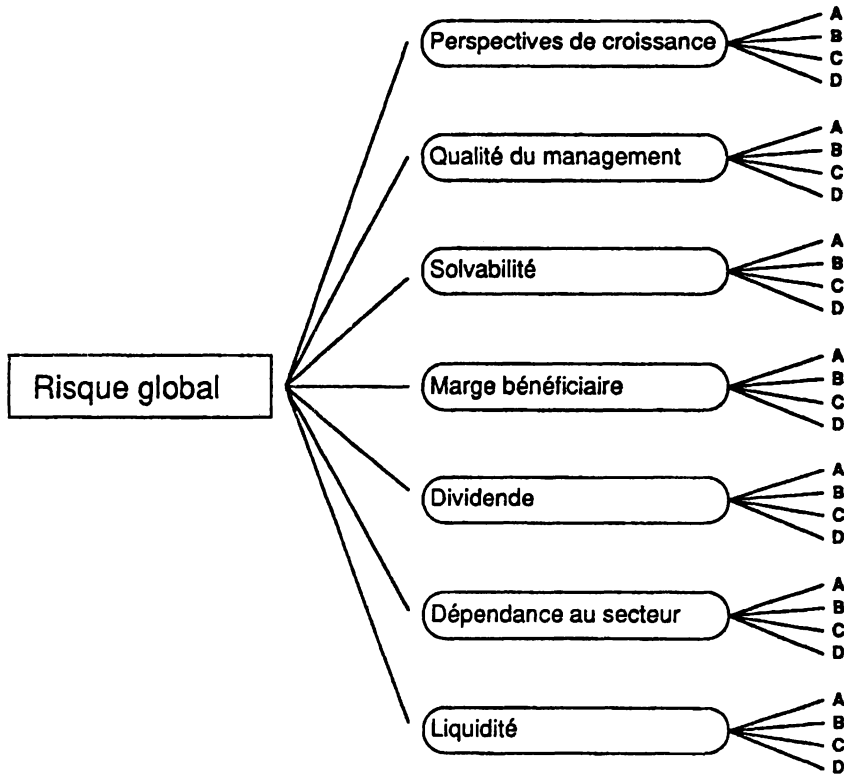 Perspectives de croissance
A
B
C
D
Qualité du management
A
B
C
D
Solvabilité
A
B
C
D
Risque global
Marge bénéficiaire
A
B
C
D
Dividende
A
B
C
D
Dépendance au secteur
A
B
C
D
Liquidité
A
B
C
D